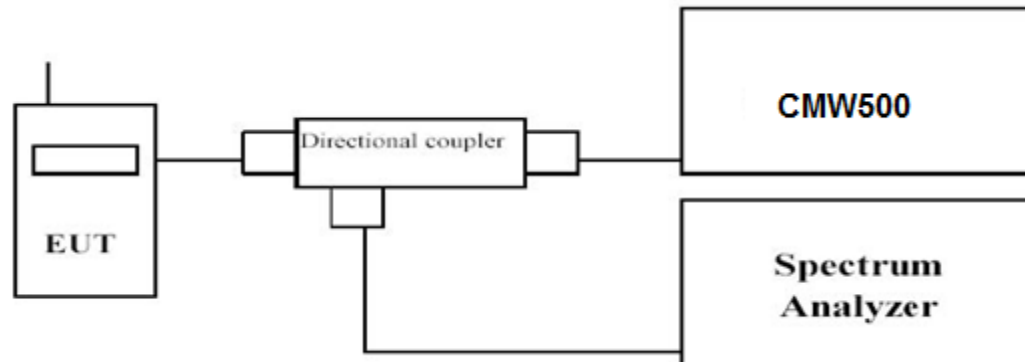 Directional coupler
CMW500
EUT
Spectrum
Analyzer